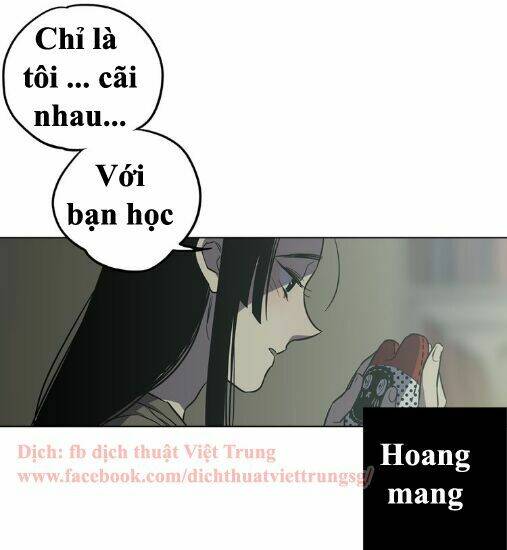 Chỉ là
tôi ... cãi
nhau...
Với
bạn học
Dịch: fb dịch thuật Việt Trung
www.facebook.com/dichthuatviettrungsg/
Hoang
mang